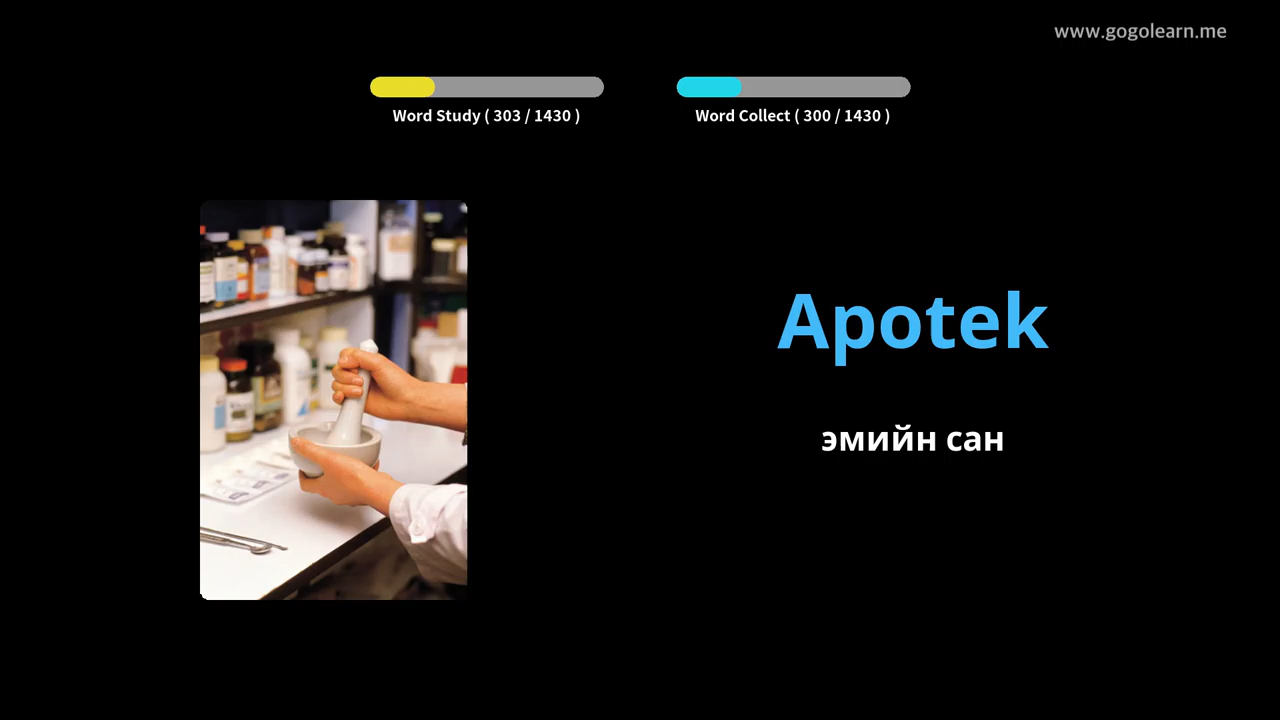 www.gogolearn.me
Word Study ( 303 / 1430 )
Word Collect ( 300 / 1430 )
Apotek
эмийн сан